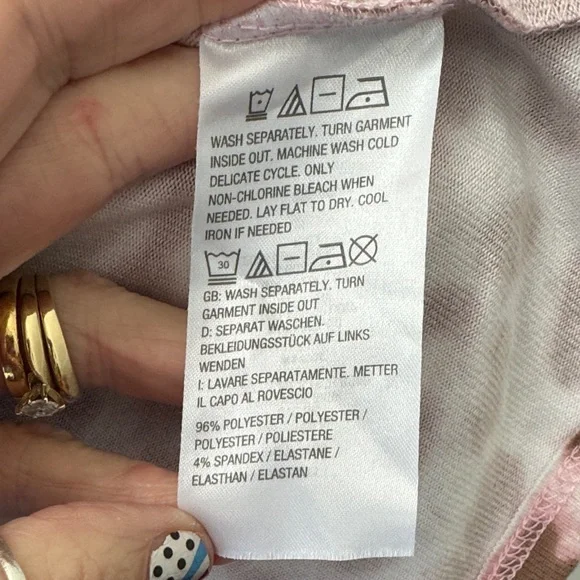 WASH SEPARATELY. TURN GARMENT
INSIDE OUT. MACHINE WASH COLD
DELICATE CYCLE. ONLY
NON-CHLORINE BLEACH WHEN
NEEDED. LAY FLAT TO DRY. COOL
IRON IF NEEDED
30
GB: WASH SEPARATELY. TURN
GARMENT INSIDE OUT
D: SEPARAT WASCHEN.
BEKLEIDUNGSSTÜCK AUF LINKS
WENDEN
I: LAVARE SEPARATAMENTE. METTER
IL CAPO AL ROVESCIO
96% POLYESTER / POLYESTER /
POLYESTER / POLIESTERE
4% SPANDEX / ELASTANE /
ELASTHAN / ELASTAN